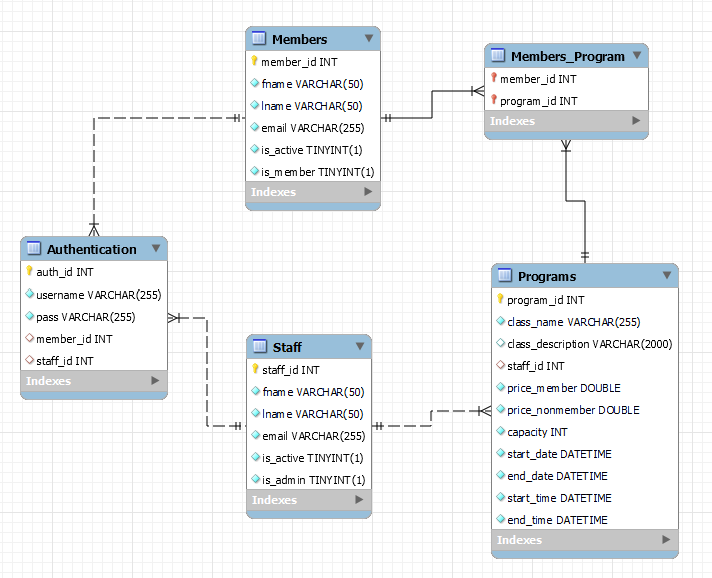 Members
member_id INT
fname VARCHAR(50)
lname VARCHAR(50)
email VARCHAR(255)
is_active TINYINT(1)
is_member TINYINT(1)
Indexes
Members_Program
member_id INT
program_id INT
Indexes
Authentication
auth_id INT
username VARCHAR(255)
pass VARCHAR(255)
member_id INT
staff_id INT
Indexes
Staff
staff_id INT
fname VARCHAR(50)
lname VARCHAR(50)
email VARCHAR(255)
is_active TINYINT(1)
is_admin TINYINT(1)
Indexes
Programs
program_id INT
class_name VARCHAR(255)
class_description VARCHAR(2000)
staff_id INT
price_member DOUBLE
price_nonmember DOUBLE
capacity INT
start_date DATETIME
end_date DATETIME
start_time DATETIME
end_time DATETIME
Indexes